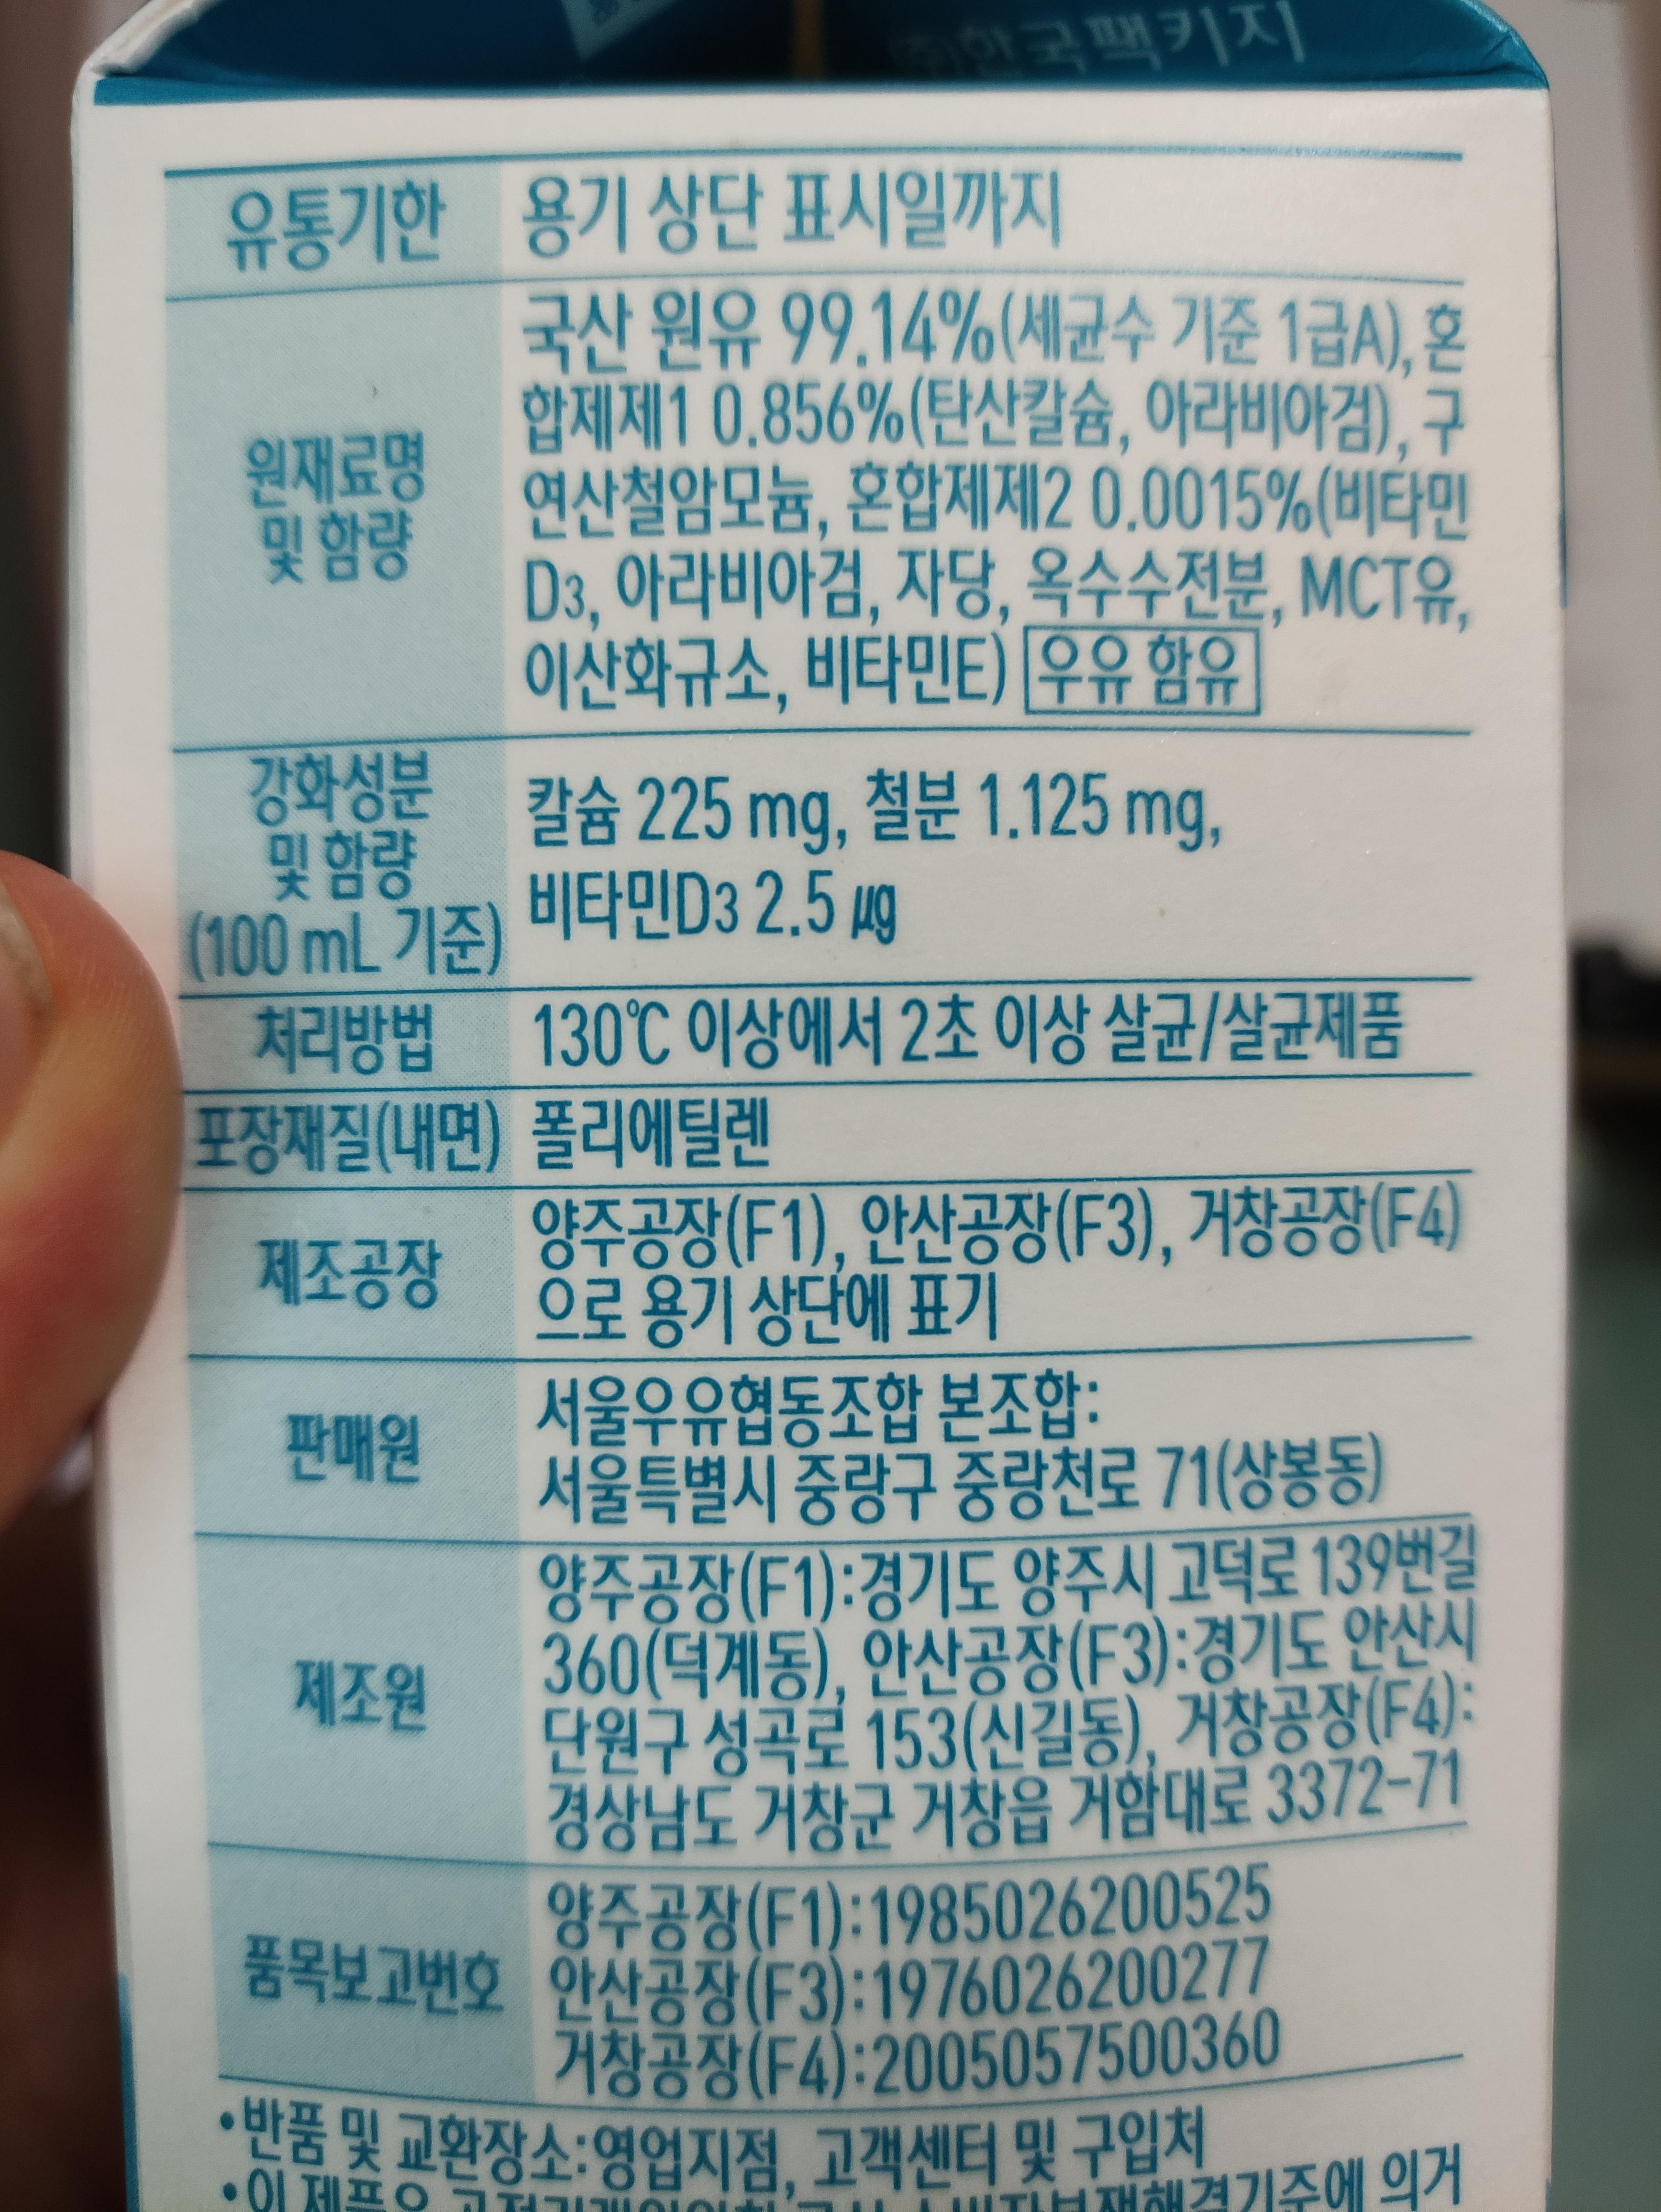 (주)한국팩키지
유통기한
용기 상단 표시일까지
원재료명
및 함량
국산 원유 99.14%(세균수 기준 1급A), 혼
합제제1 0.856%(탄산칼슘, 아라비아검), 구
연산철암모늄, 혼합제제2 0.0015%(비타민
D3, 아라비아검, 자당, 옥수수전분, MCT유,
이산화규소, 비타민E) 우유 함유
강화성분
및 함량
(100 mL 기준)
칼슘 225 mg, 철분 1.125 mg,
비타민D3 2.5 µg
처리방법
130℃ 이상에서 2초 이상 살균/살균제품
포장재질(내면)
폴리에틸렌
제조공장
양주공장(F1), 안산공장(F3), 거창공장(F4)
으로 용기 상단에 표기
판매원
서울우유협동조합 본조합:
서울특별시 중랑구 중랑천로 71(상봉동)
제조원
양주공장(F1):경기도 양주시 고덕로 139번길
360(덕계동), 안산공장(F3):경기도 안산시
단원구 성곡로 153(신길동), 거창공장(F4):
경상남도 거창군 거창읍 거함대로 3372-71
품목보고번호
양주공장(F1):1985026200525
안산공장(F3):1976026200277
거창공장(F4):2005057500360
•반품 및 교환장소:영업지점, 고객센터 및 구입처
•이 제품은 의거